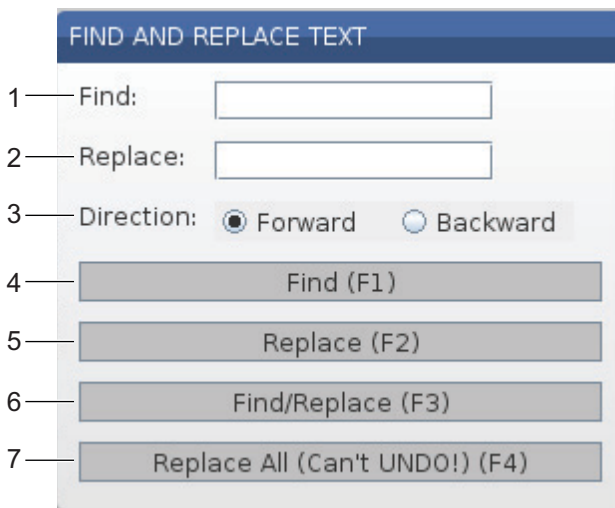 FIND AND REPLACE TEXT
1 Find:
2 Replace:
3 Direction: Forward Backward
4 Find (F1)
5 Replace (F2)
6 Find/Replace (F3)
7 Replace All (Can't UNDO!) (F4)